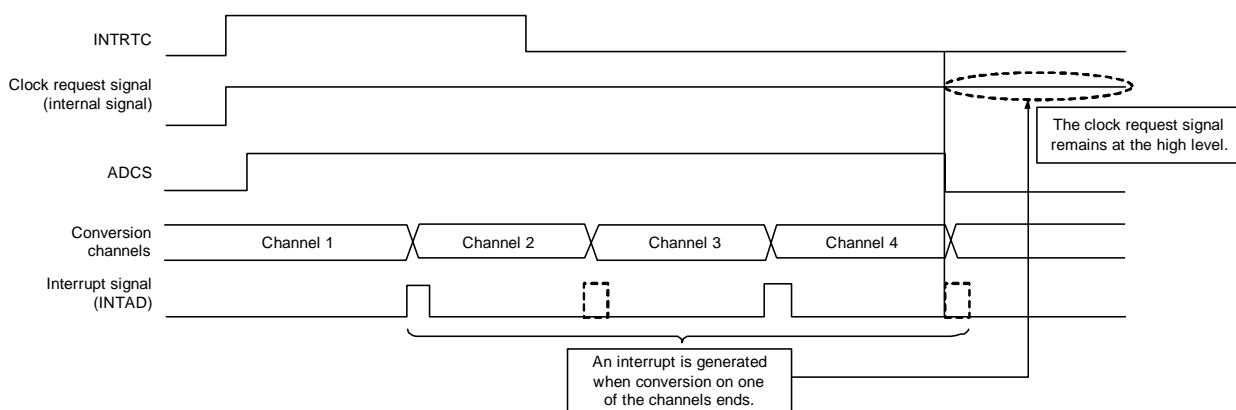 INTRTC
Clock request signal
(internal signal)
The clock request signal
remains at the high level.
ADCS
Conversion
channels
Channel 1
Channel 2
Channel 3
Channel 4
Interrupt signal
(INTAD)
An interrupt is generated
when conversion on one
of the channels ends.